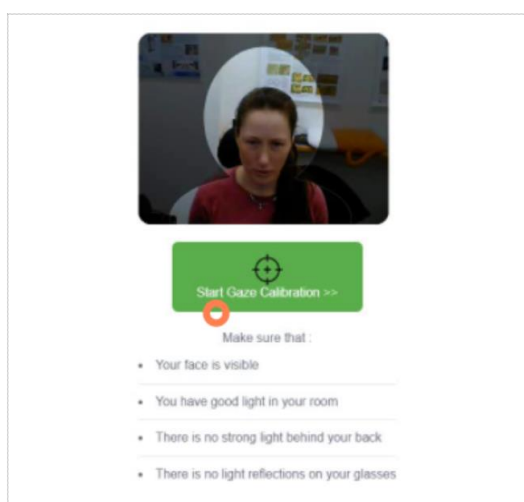 Start Gaze Calibration >>
Make sure that :
Your face is visible
You have good light in your room
There is no strong light behind your back
There is no light reflections on your glasses